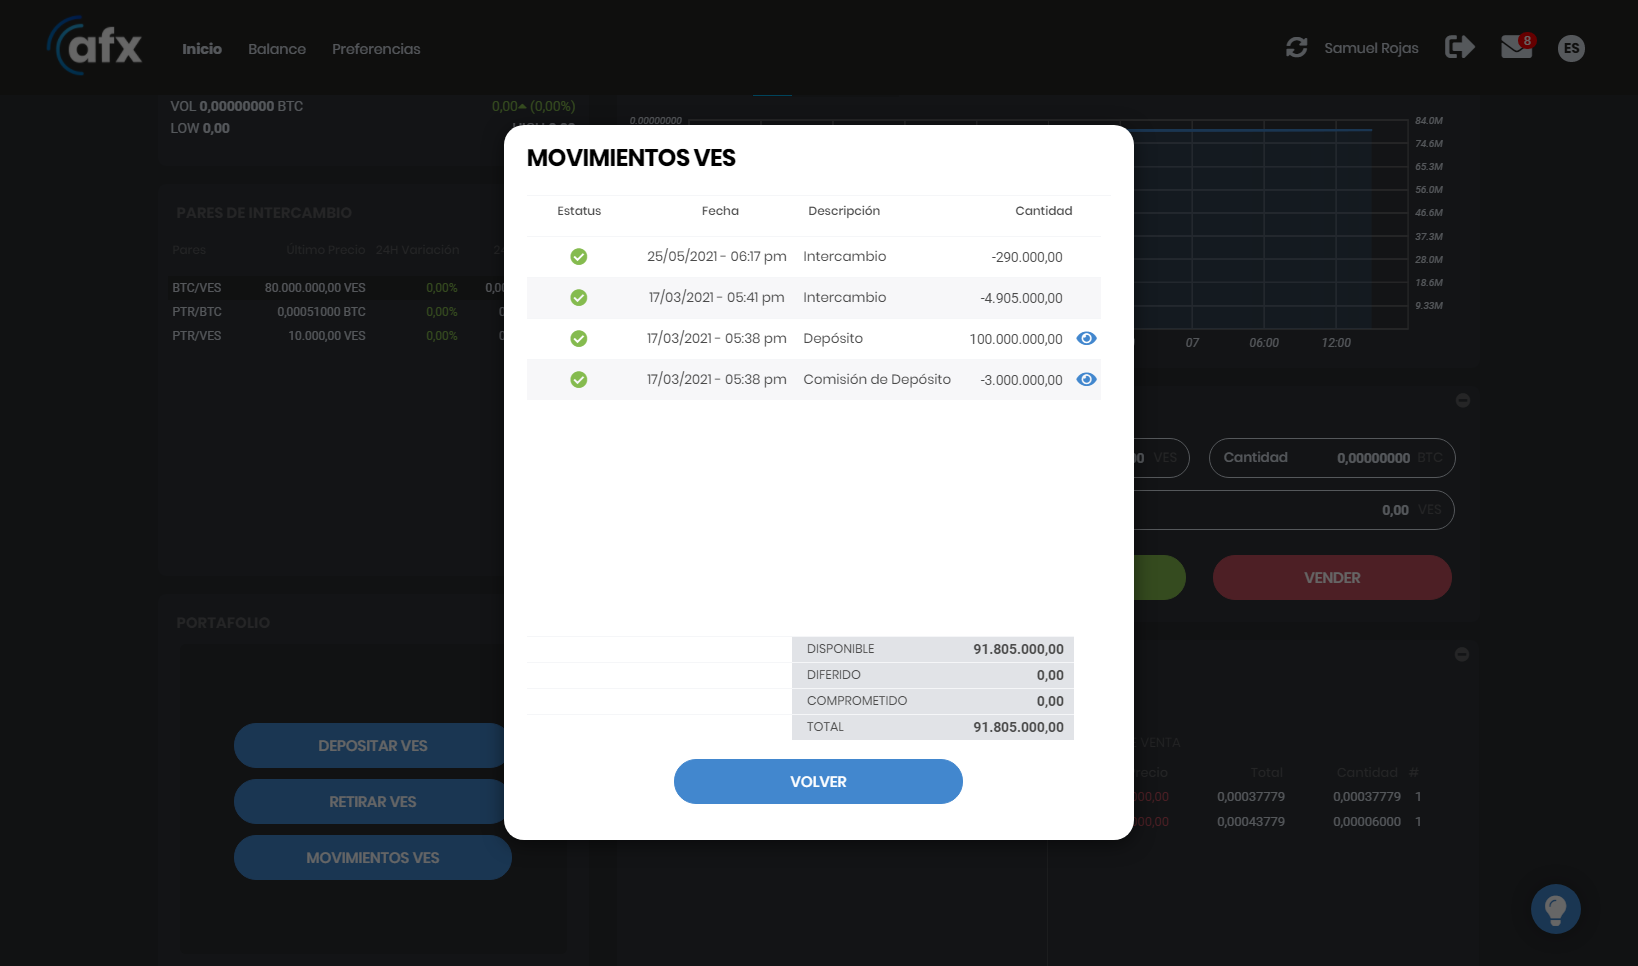 afx
Inicio Balance Preferencias
Samuel Rojas
8
ES
VOL 0,00000000 BTC 0,00 (0,00%)
LOW 0,00
0.00000000
84.0M
74.6M
65.3M
56.0M
46.6M
37.3M
28.0M
18.6M
9.33M
07 06:00 12:00
PARES DE INTERCAMBIO
Pares Último Precio 24H Variación
BTC/VES 80.000.000,00 VES 0,00%
PTR/BTC 0,00051000 BTC 0,00%
PTR/VES 10.000,00 VES 0,00%
MOVIMIENTOS VES
Estatus Fecha Descripción Cantidad
25/05/2021 - 06:17 pm Intercambio -290.000,00
17/03/2021 - 05:41 pm Intercambio -4.905.000,00
17/03/2021 - 05:38 pm Depósito 100.000.000,00
17/03/2021 - 05:38 pm Comisión de Depósito -3.000.000,00
DISPONIBLE 91.805.000,00
DIFERIDO 0,00
COMPROMETIDO 0,00
TOTAL 91.805.000,00
VOLVER
VES
Cantidad 0,00000000 BTC
0,00 VES
VENDER
PORTAFOLIO
DEPOSITAR VES
RETIRAR VES
MOVIMIENTOS VES
VENTA
Total Cantidad #
0,00037779 0,00037779 1
0,00043779 0,00006000 1